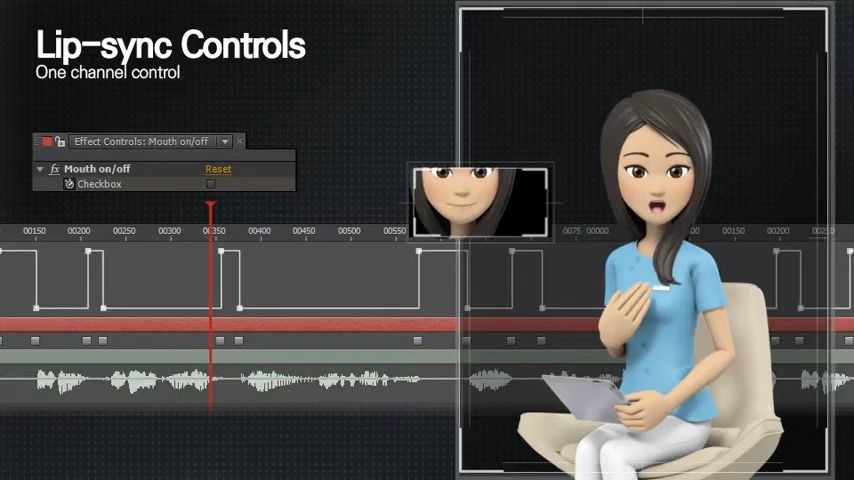 Lip-sync Controls
One channel control
Effect Controls: Mouth on/off
fx Mouth on/off Reset
Checkbox
00150 00200 00250 00300 00350 00400 00450 00500 00550 0075 00000 00150 00200 00250